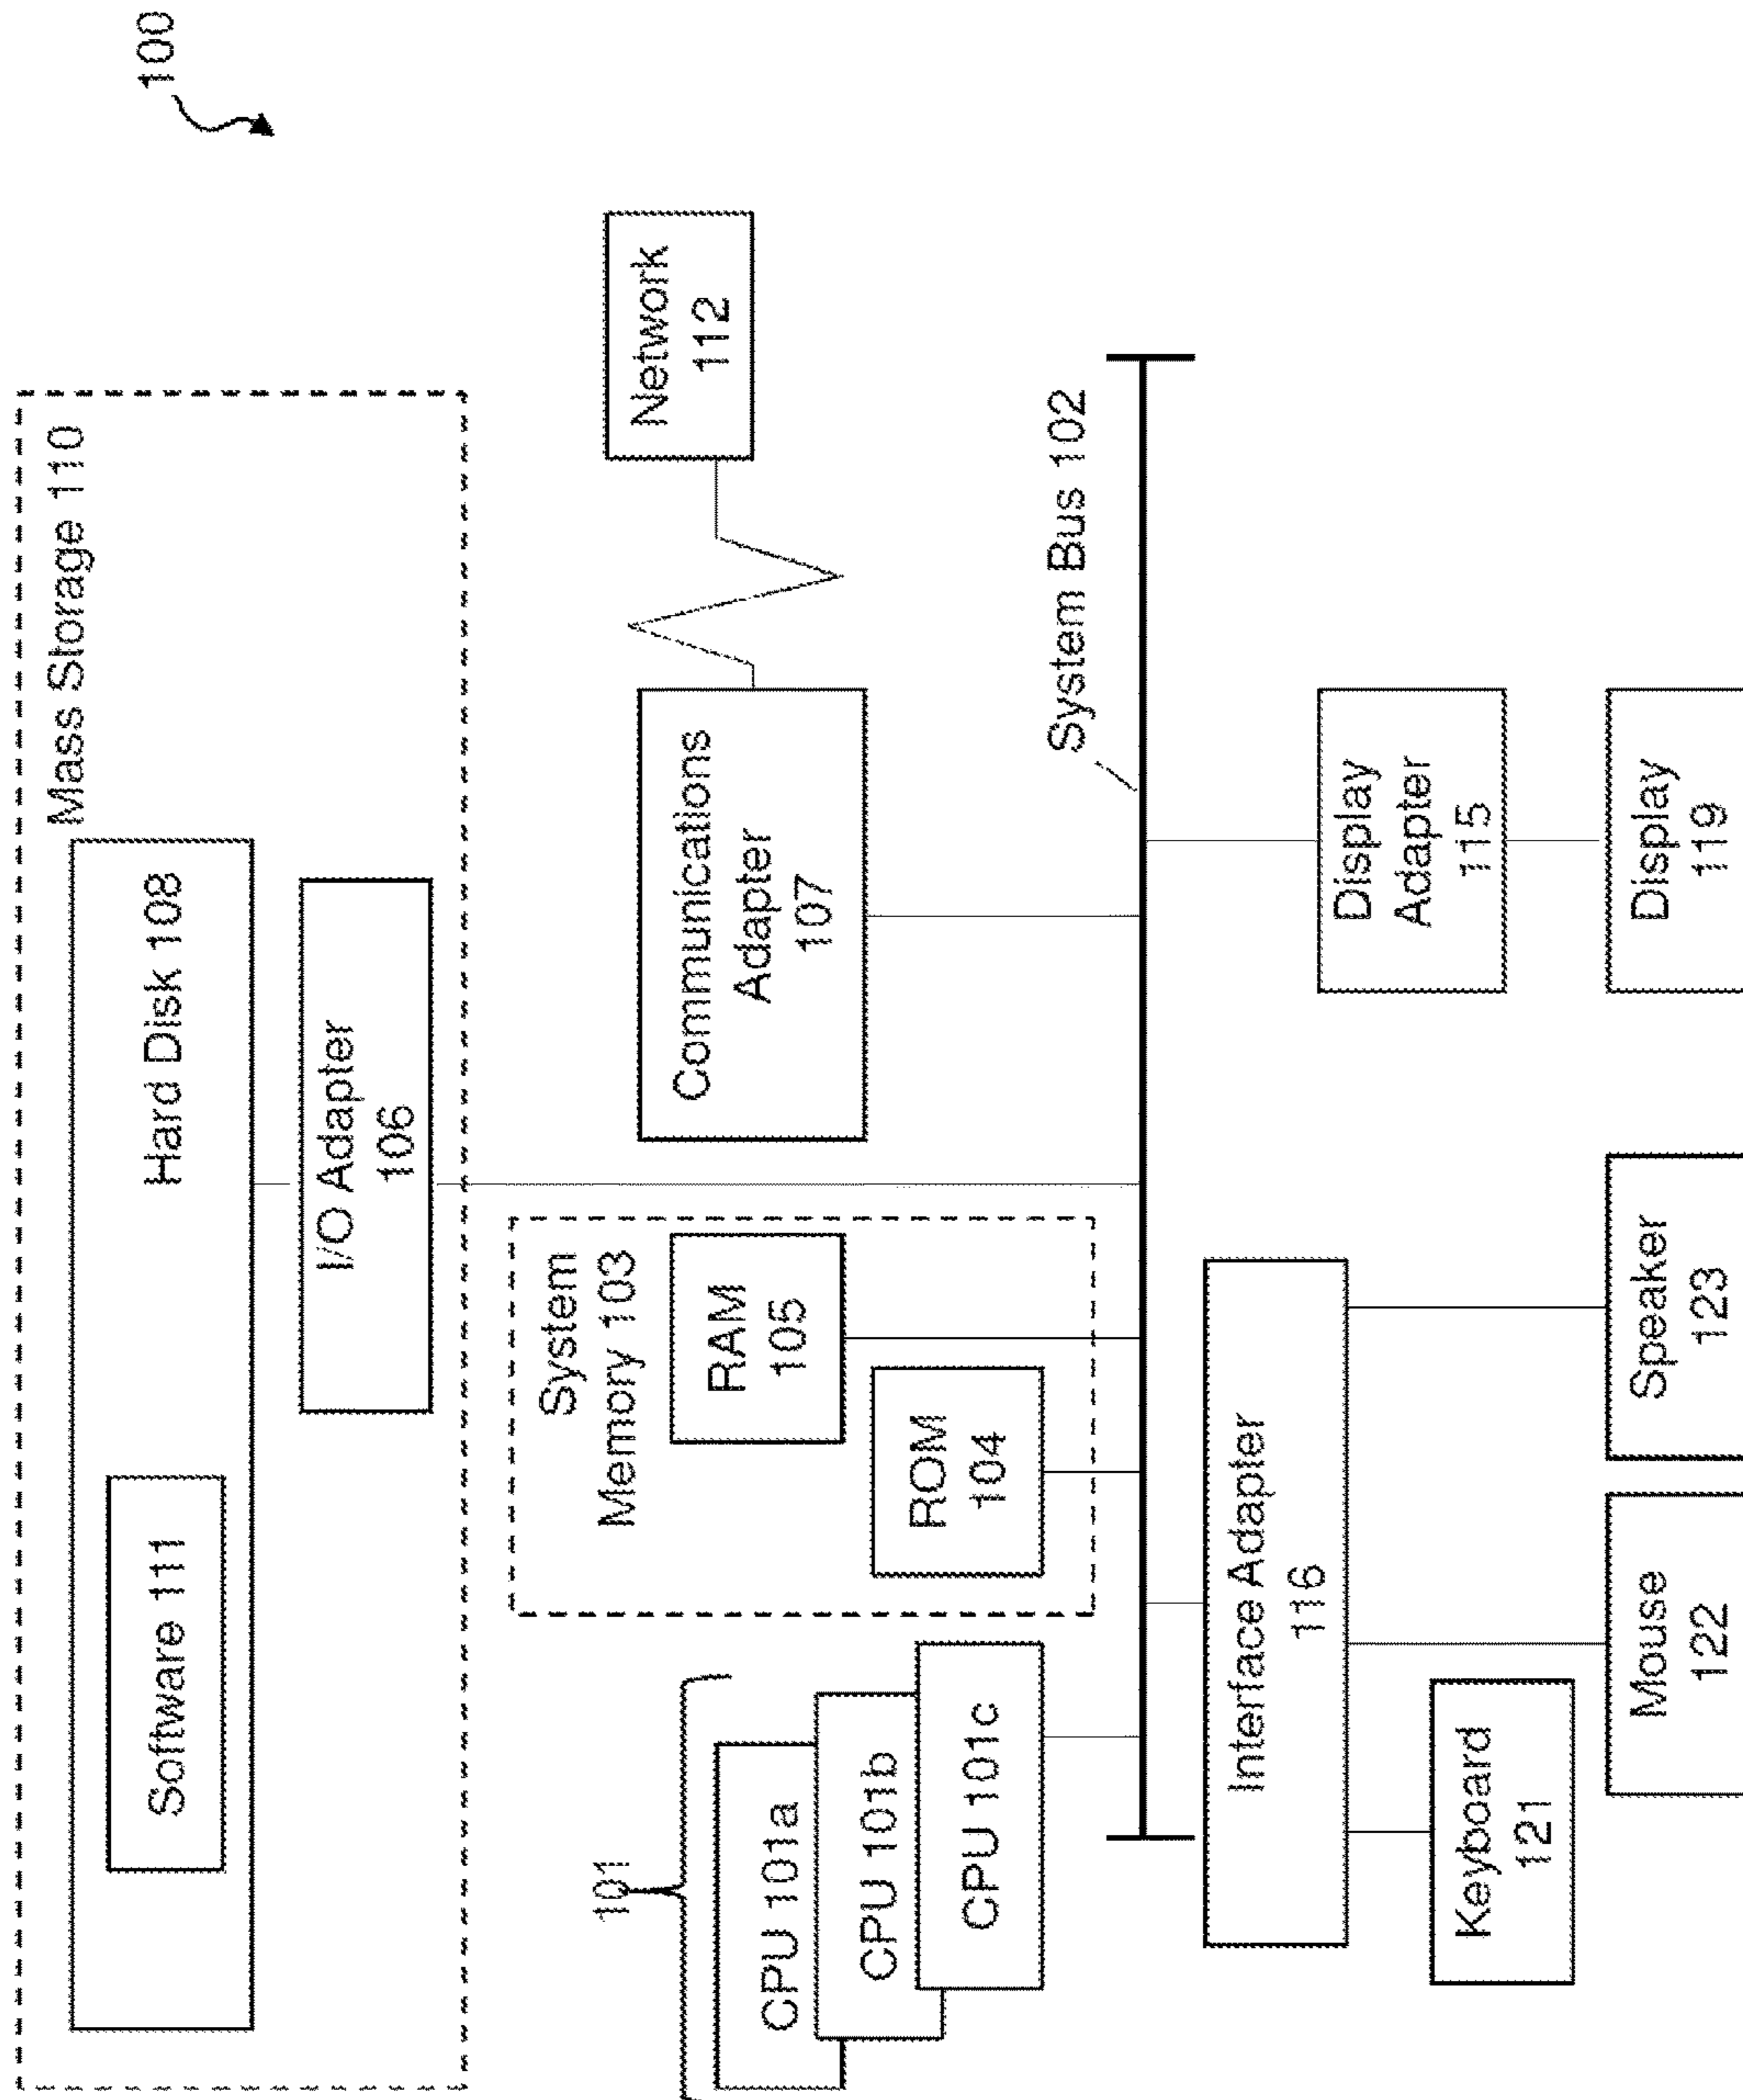 100
Mass Storage 110
Software 111
Hard Disk 108
I/O Adapter
106
101
CPU 101a
CPU 101b
CPU 101c
System
Memory 103
RAM
105
ROM
104
Communications
Adapter
107
Network
112
System Bus 102
Interface Adapter
116
Keyboard
121
Mouse
122
Speaker
123
Display
Adapter
115
Display
119